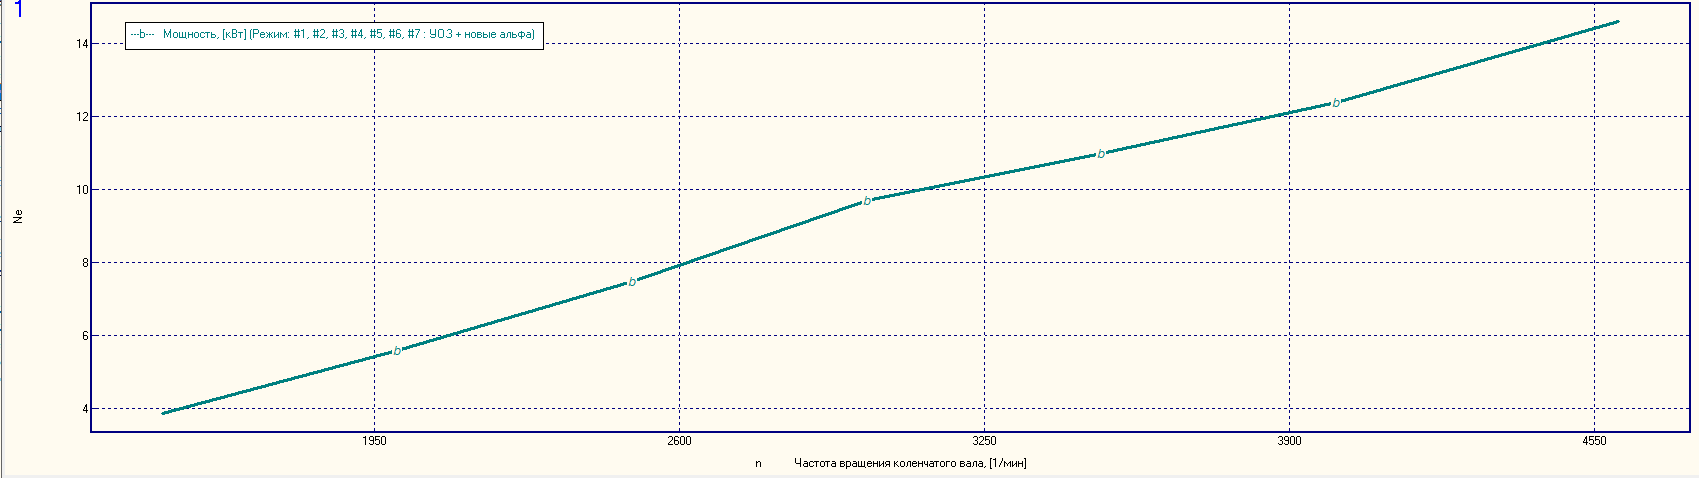 1
---b--- Мощность, [кВт] (Режим: #1, #2, #3, #4, #5, #6, #7 : УОЗ + новые альфа)
14
12
10
8
6
4
Ne
b
b
b
b
b
b
1950
2600
3250
3900
4550
n Частота вращения коленчатого вала, [1/мин]